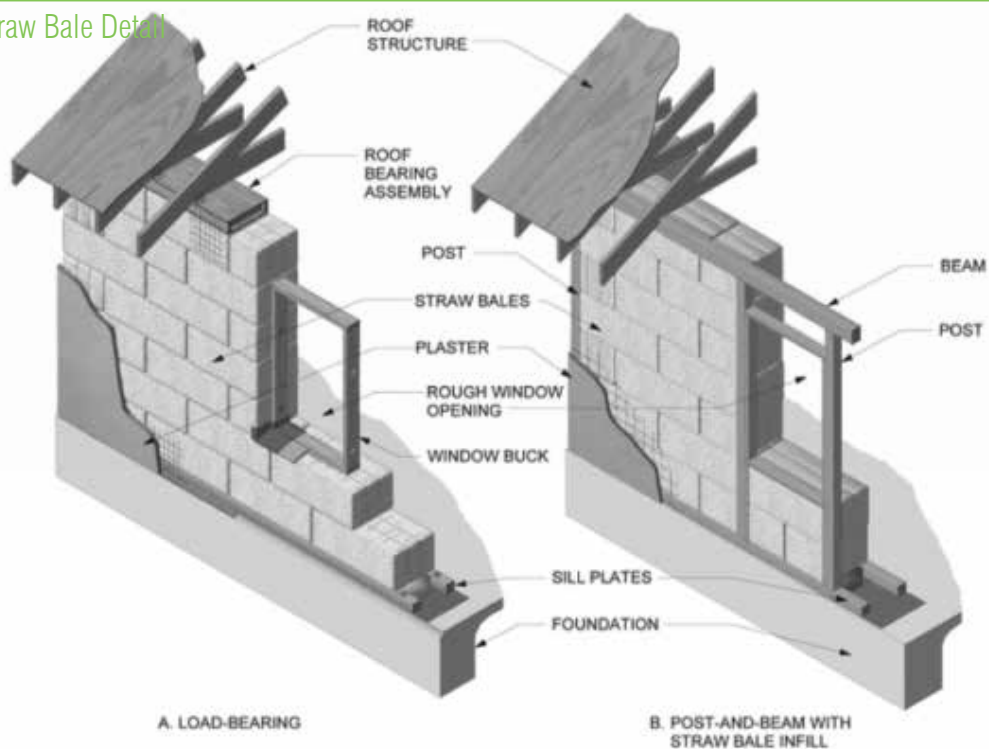 Straw Bale Detail
ROOF
STRUCTURE
ROOF
BEARING
ASSEMBLY
POST
STRAW BALES
PLASTER
ROUGH WINDOW
OPENING
WINDOW BUCK
BEAM
POST
SILL PLATES
FOUNDATION
A. LOAD-BEARING
B. POST-AND-BEAM WITH
STRAW BALE INFILL